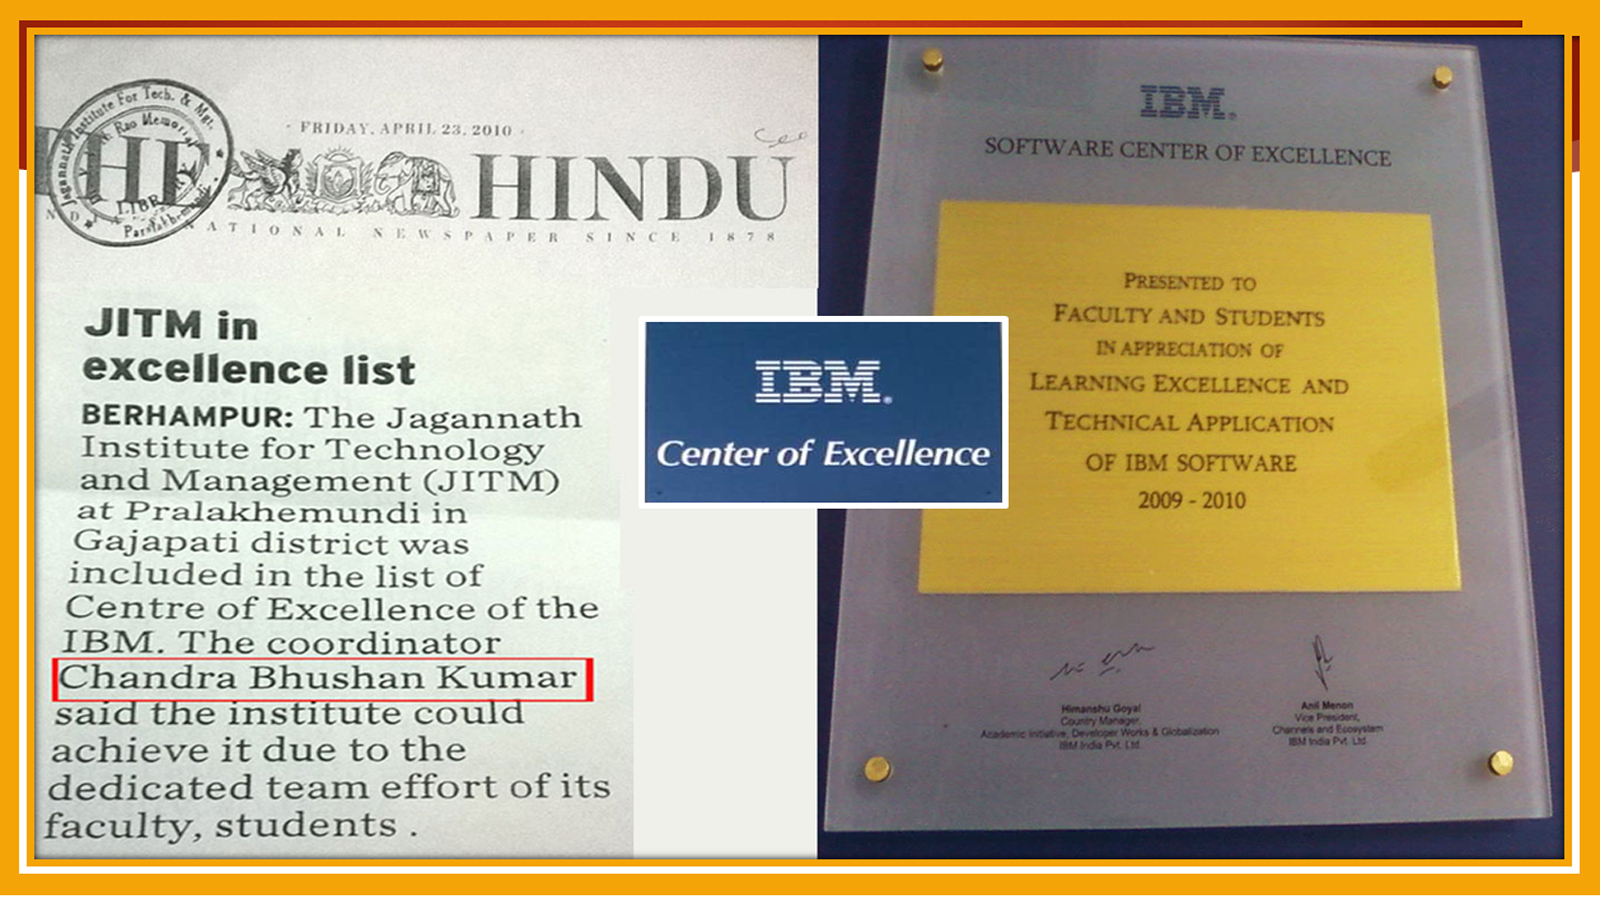 Jagannath Institute For Tech. & Mgt.
Rao Memorial
LIBRARY
Paralakhemundi
- FRIDAY, APRIL 23, 2010 -
THE HINDU
INDIA'S NATIONAL NEWSPAPER SINCE 1878
JITM in
excellence list
BERHAMPUR: The Jagannath
Institute for Technology
and Management (JITM)
at Pralakhemundi in
Gajapati district was
included in the list of
Centre of Excellence of the
IBM. The coordinator
Chandra Bhushan Kumar
said the institute could
achieve it due to the
dedicated team effort of its
faculty, students .
IBM®
Center of Excellence
IBM®
SOFTWARE CENTER OF EXCELLENCE
PRESENTED TO
FACULTY AND STUDENTS
IN APPRECIATION OF
LEARNING EXCELLENCE AND
TECHNICAL APPLICATION
OF IBM SOFTWARE
2009 - 2010
Himanshu Goyal
Country Manager,
Academic Initiative, Developer Works & Globalization
IBM India Pvt. Ltd.
Anil Menon
Vice President,
Channels and Ecosystem
IBM India Pvt. Ltd.